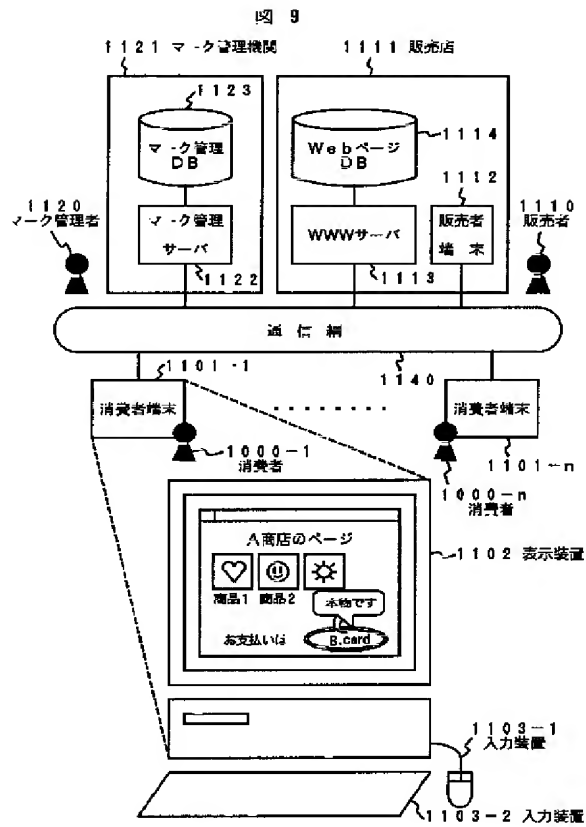 図 9
1121 マーク管理機関
1111 販売店
1123
マーク管理
DB
Webページ
DB
1114
1112
1120
マーク管理者
マーク管理
サーバ
WWWサーバ
販売者
端末
1110
販売者
1122
1113
通信網
1101-1
1140
消費者端末
消費者端末
1000-1
消費者
1101-n
1000-n
消費者
A商店のページ
商品1 商品2
本物です
お支払いは
B.card
1102 表示装置
1103-1
入力装置
1103-2 入力装置